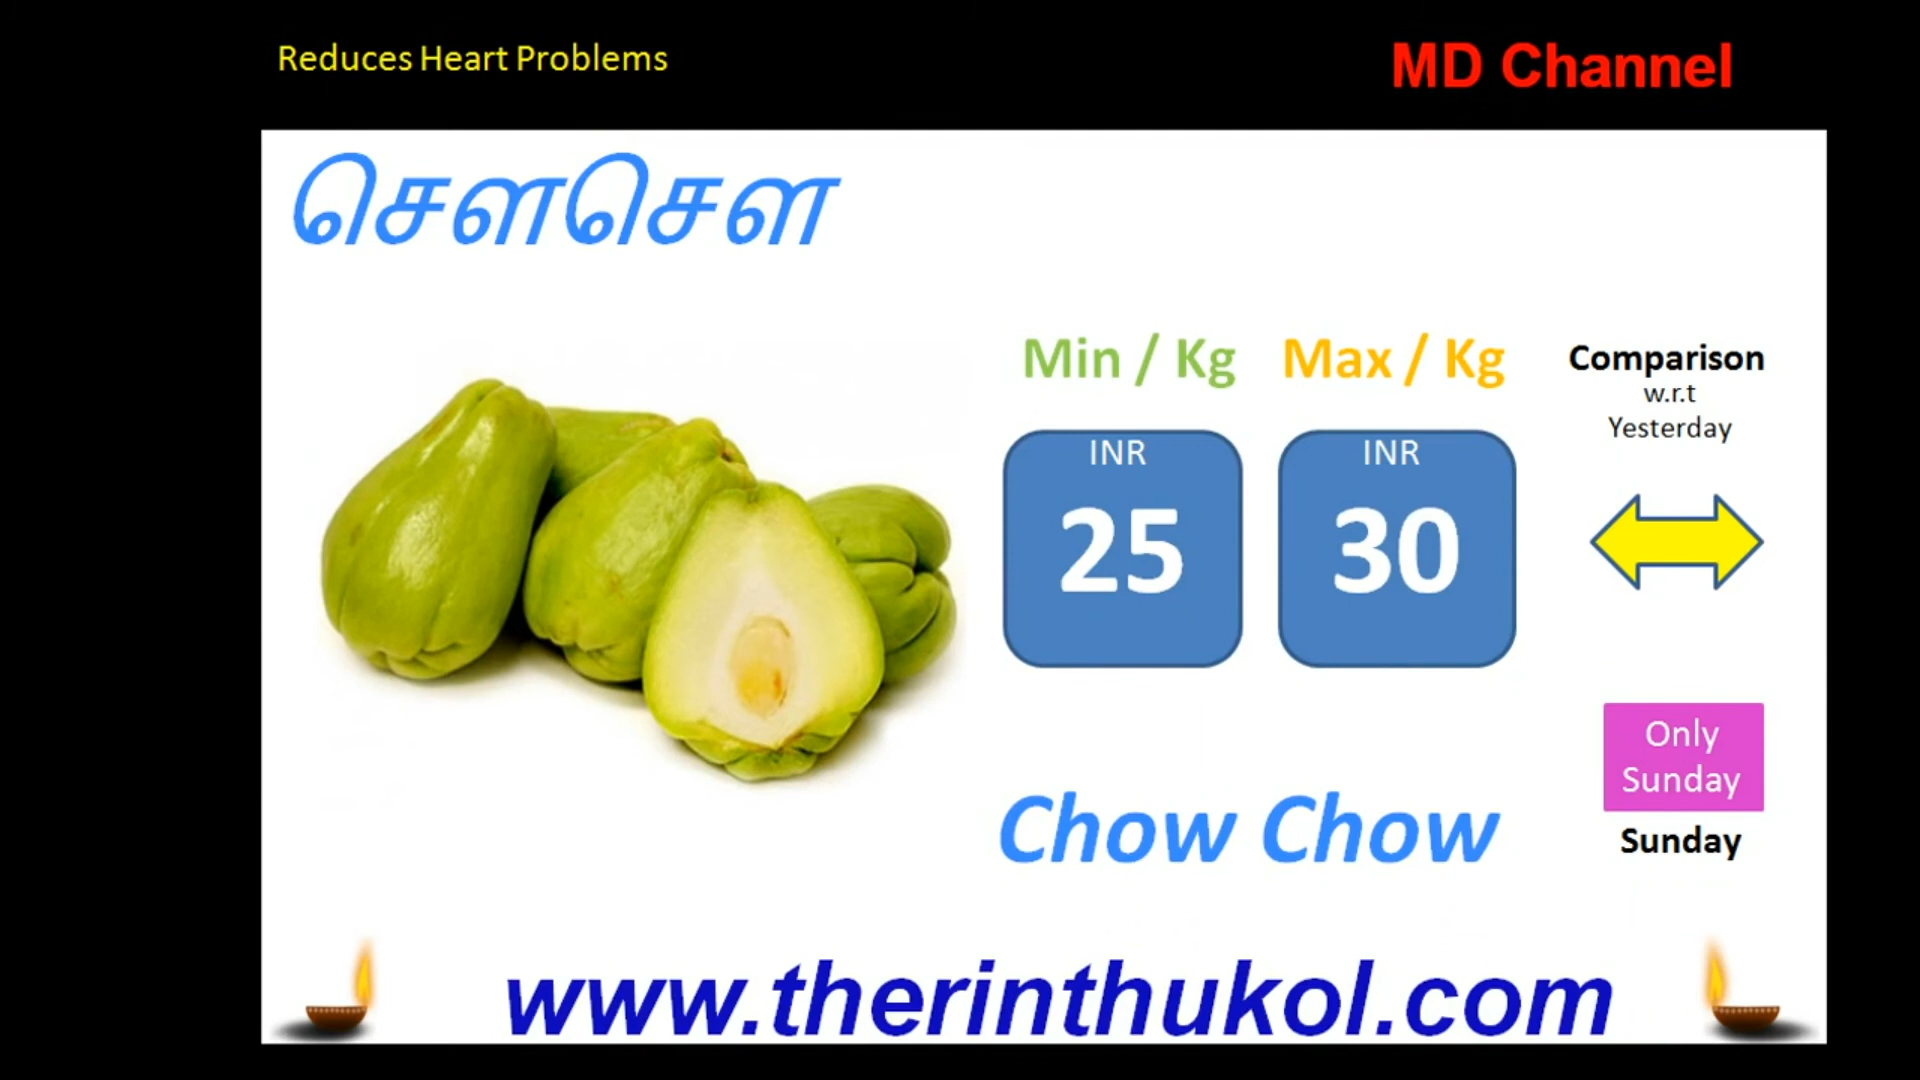 Reduces Heart Problems
MD Channel
சௌசௌ
Min / Kg
Max / Kg
Comparison
w.r.t
Yesterday
INR
25
INR
30
Only
Sunday
Sunday
Chow Chow
www.therinthukol.com